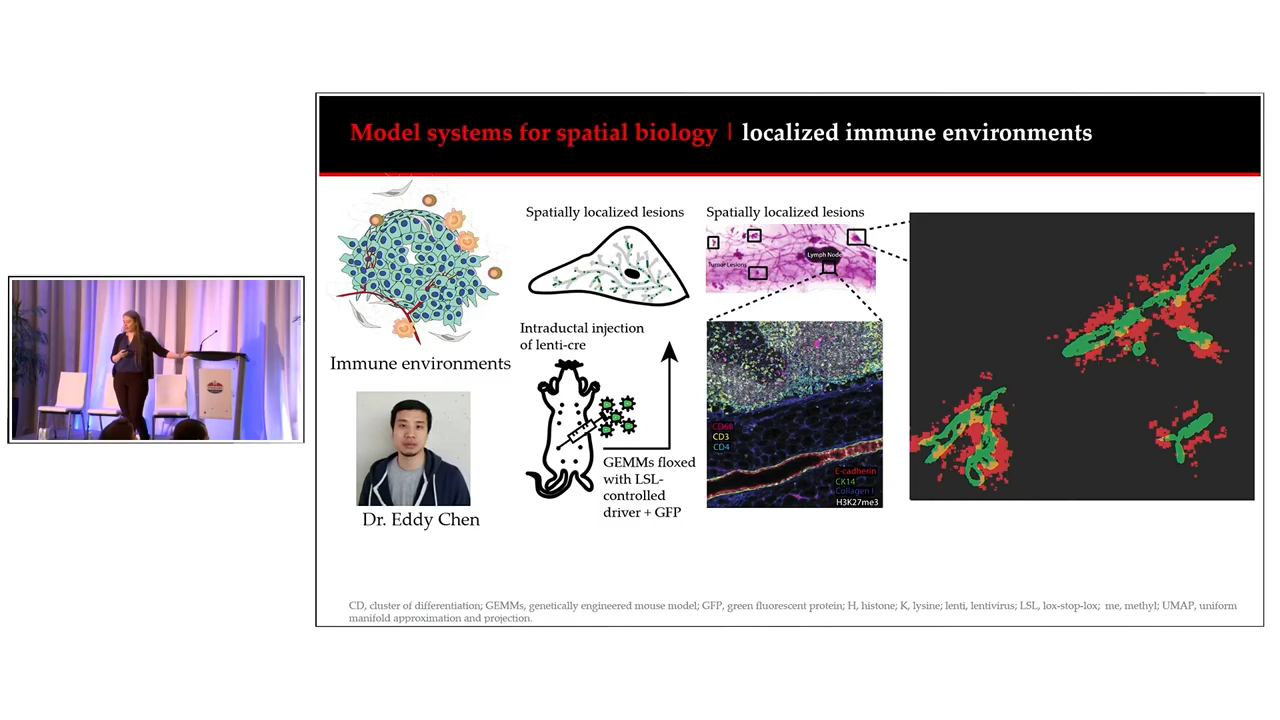 Model systems for spatial biology | localized immune environments
Immune environments
Dr. Eddy Chen
Spatially localized lesions
Intraductal injection
of lenti-cre
GEMMs floxed
with LSL-
controlled
driver + GFP
Spatially localized lesions
Tumor Lesions
Lymph Node
CD68
CD3
CD4
E-cadherin
CK14
Collagen I
H3K27me3
CD, cluster of differentiation; GEMMs, genetically engineered mouse model; GFP, green fluorescent protein; H, histone; K, lysine; lenti, lentivirus; LSL, lox-stop-lox; me, methyl; UMAP, uniform
manifold approximation and projection.